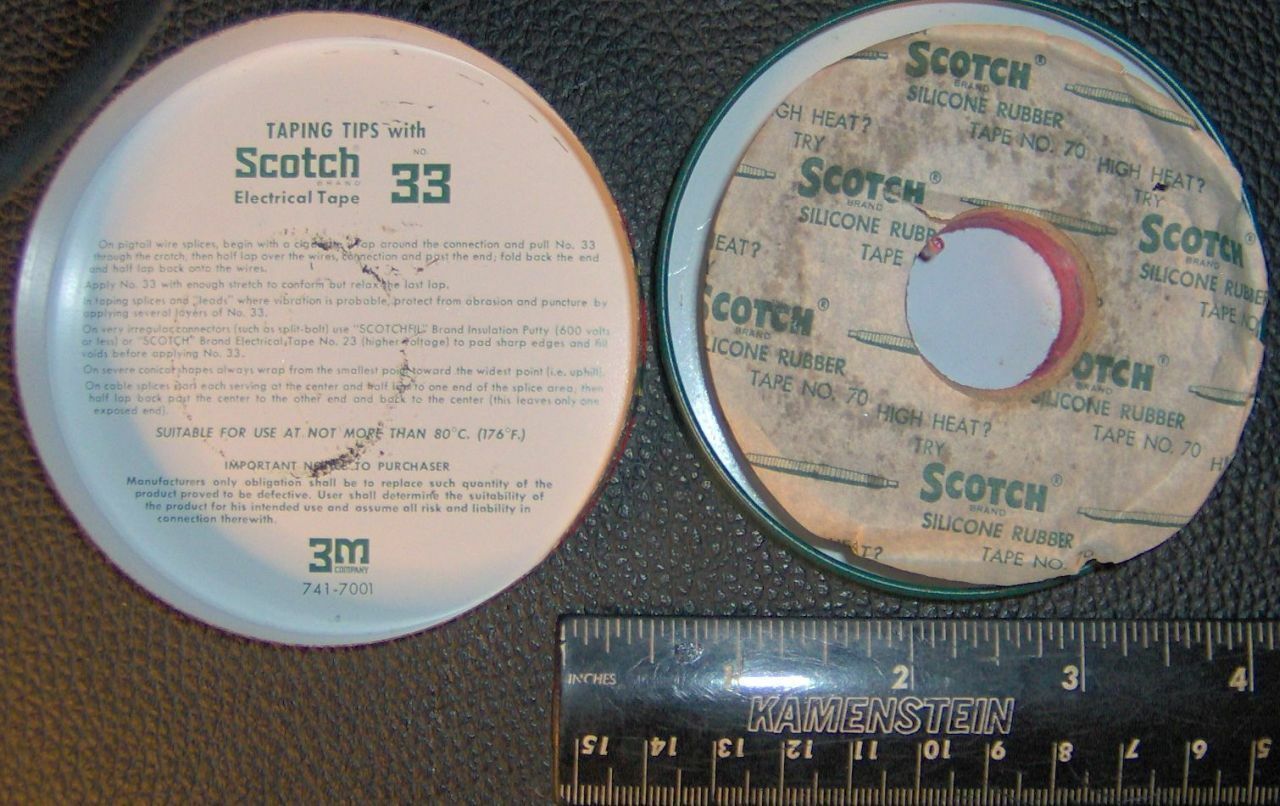 TAPING TIPS with
Scotch® NO.
BRAND 33
Electrical Tape
On pigtail wire splices, begin with a wrap around the connection and pull No. 33
through the crotch, then half lap over the wires, connection and past the end; fold back the end
and half lap back onto the wires.
Apply No. 33 with enough stretch to conform but relax the last lap.
In taping splices and "leads" where vibration is probable, protect from abrasion and puncture by
applying several layers of No. 33.
On very irregular connectors (such as split-bolt) use "SCOTCHFIL" Brand Insulation Putty (600 volts
or less) or "SCOTCH" Brand Electrical Tape No. 23 (higher voltage) to pad sharp edges and fill
voids before applying No. 33.
On severe conical shapes always wrap from the smallest point toward the widest point (i.e. uphill).
On cable splices start each serving at the center and half lap to one end of the splice area, then
half lap past the center to the other end and back to the center (this leaves only one
exposed end).
SUITABLE FOR USE AT NOT MORE THAN 80°C. (176°F.)
IMPORTANT NOTICE TO PURCHASER
Manufacturers only obligation shall be to replace such quantity of the
product proved to be defective. User shall determine the suitability of
the product for his intended use and assume all risk and liability in
connection therewith.
3M
COMPANY
741-7001
SCOTCH®
BRAND
SILICONE RUBBER
TAPE NO. 70
GH HEAT?
TRY
HIGH HEAT?
TRY
SCOTCH®
BRAND
SILICONE RUBB
TAPE
SCOTCH®
BRAND
SILICONE RUBBER
TAPE NO
EAT?
SCOTCH®
BRAND
LICONE RUBBER
TAPE NO. 70
HIGH HEAT?
TRY
OTCH®
BRAND
SILICONE RUBBER
TAPE NO. 70
H
SCOTCH®
BRAND
SILICONE RUBBER
TAPE NO.
HEAT?
INCHES 1 2 3 4
KAMENSTEIN
15 14 13 12 11 10 9 8 7 6 5